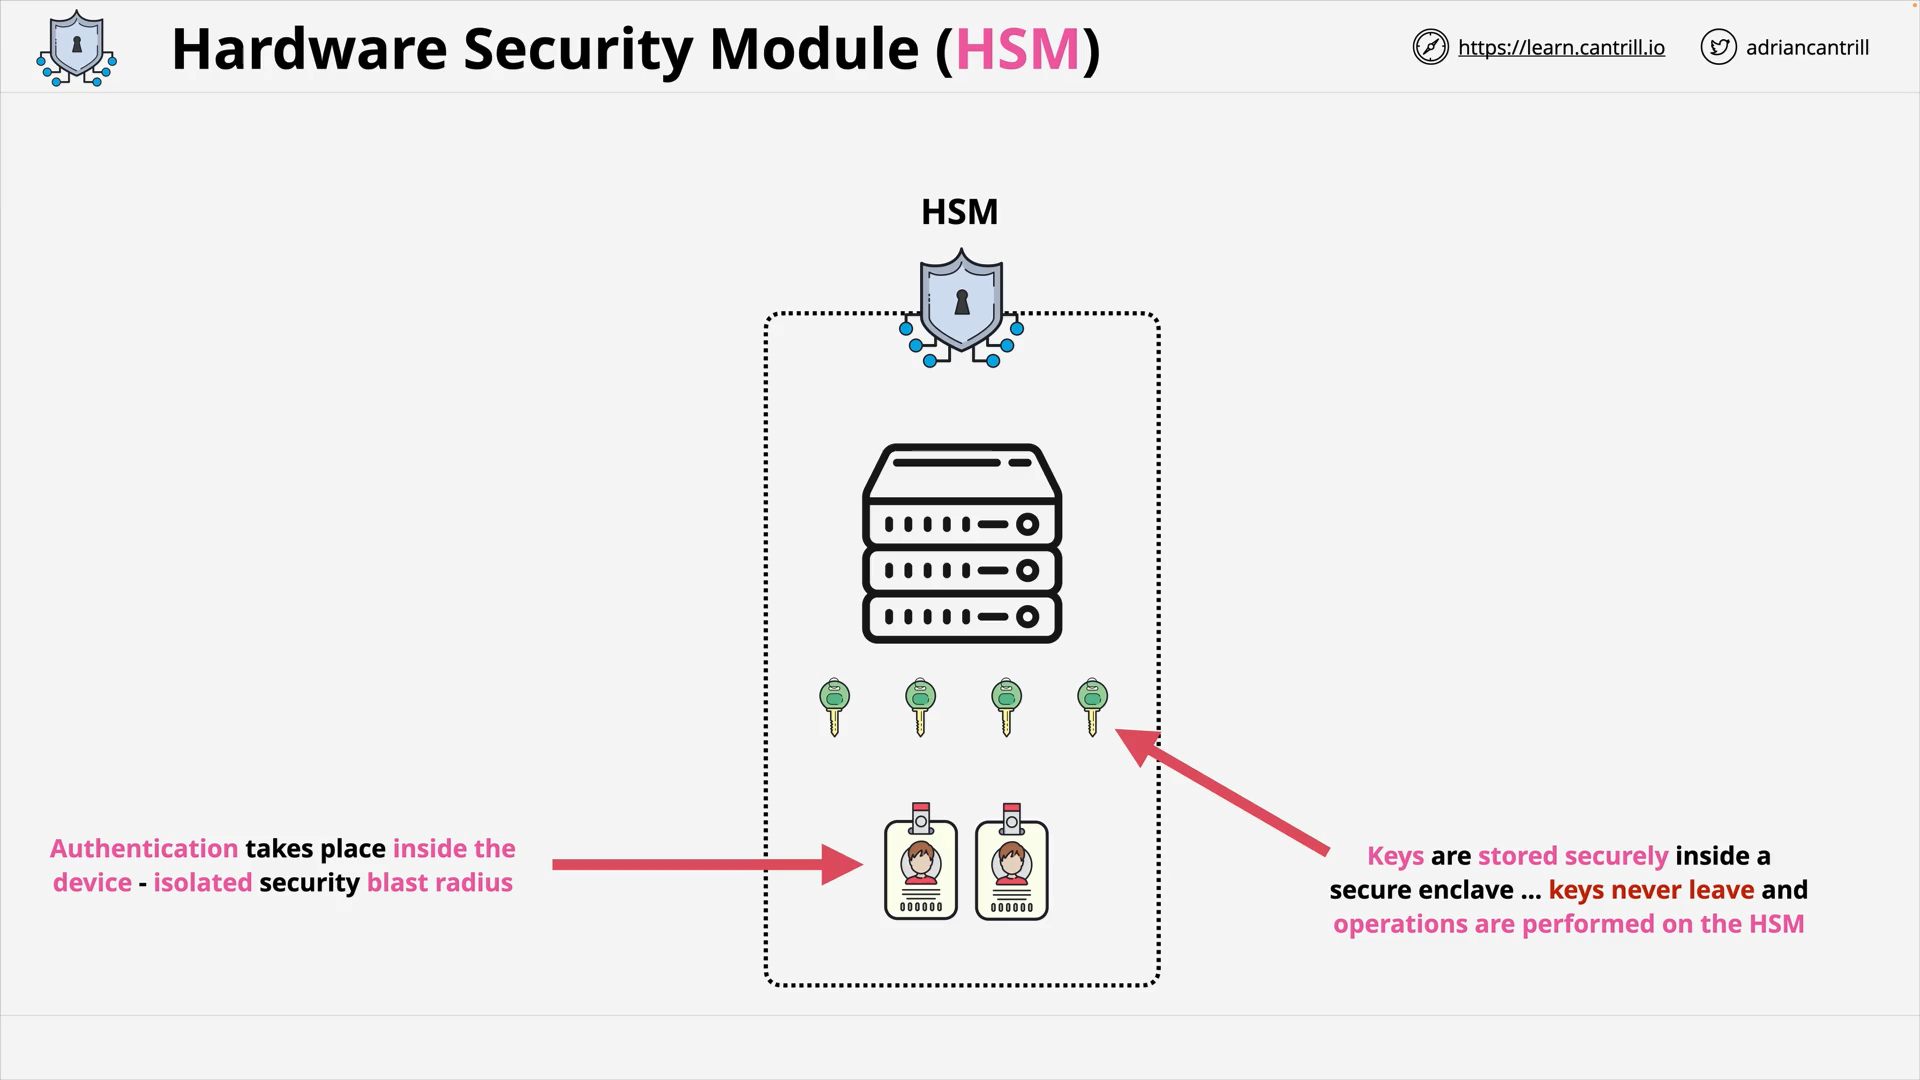 Hardware Security Module (HSM)
https://learn.cantrill.io
adriancantrill
HSM
Authentication takes place inside the
device - isolated security blast radius
Keys are stored securely inside a
secure enclave ... keys never leave and
operations are performed on the HSM